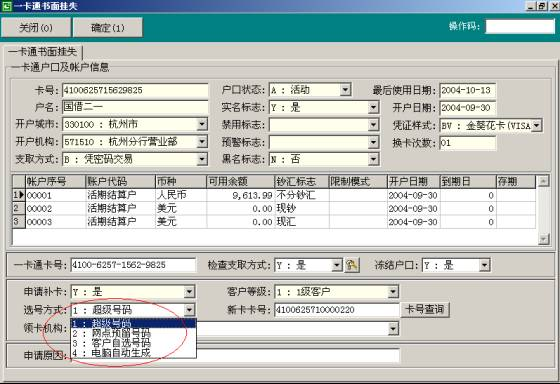 一卡通书面挂失
关闭(O) 确定(1) 操作码:
一卡通书面挂失
一卡通户口及帐户信息
卡号: 4100625715629825 户口状态: A : 活动 最后使用日期: 2004-10-13
户名: 国借二一 实名标志: Y : 是 开户日期: 2004-09-30
开户城市: 330100 : 杭州市 禁用标志: 凭证样式: BV : 金葵花卡(VISA
开户机构: 571510 : 杭州分行营业部 预警标志: 换卡次数: 01
支取方式: B : 凭密码交易 黑名标志: N : 否
帐户序号 账户代码 币种 可用余额 钞汇标志 限制模式 开户日期 到期日 存期
1 00001 活期结算户 人民币 9,613.99 不分钞汇 2004-09-30 0
2 00002 活期结算户 美元 0.00 现钞 2004-09-30 0
3 00003 活期结算户 美元 0.00 现汇 2004-09-30 0
一卡通卡号: 4100-6257-1562-9825 检查支取方式: Y : 是 冻结户口: Y : 是
申请补卡: Y : 是 客户等级: 1 : 1级客户
选号方式: 1 : 超级号码 新卡卡号: 4100625710000220 卡号查询
领卡机构:
1 : 超级号码
2 : 网点预留号码
3 : 客户自选号码
4 : 电脑自动生成
申请原因: